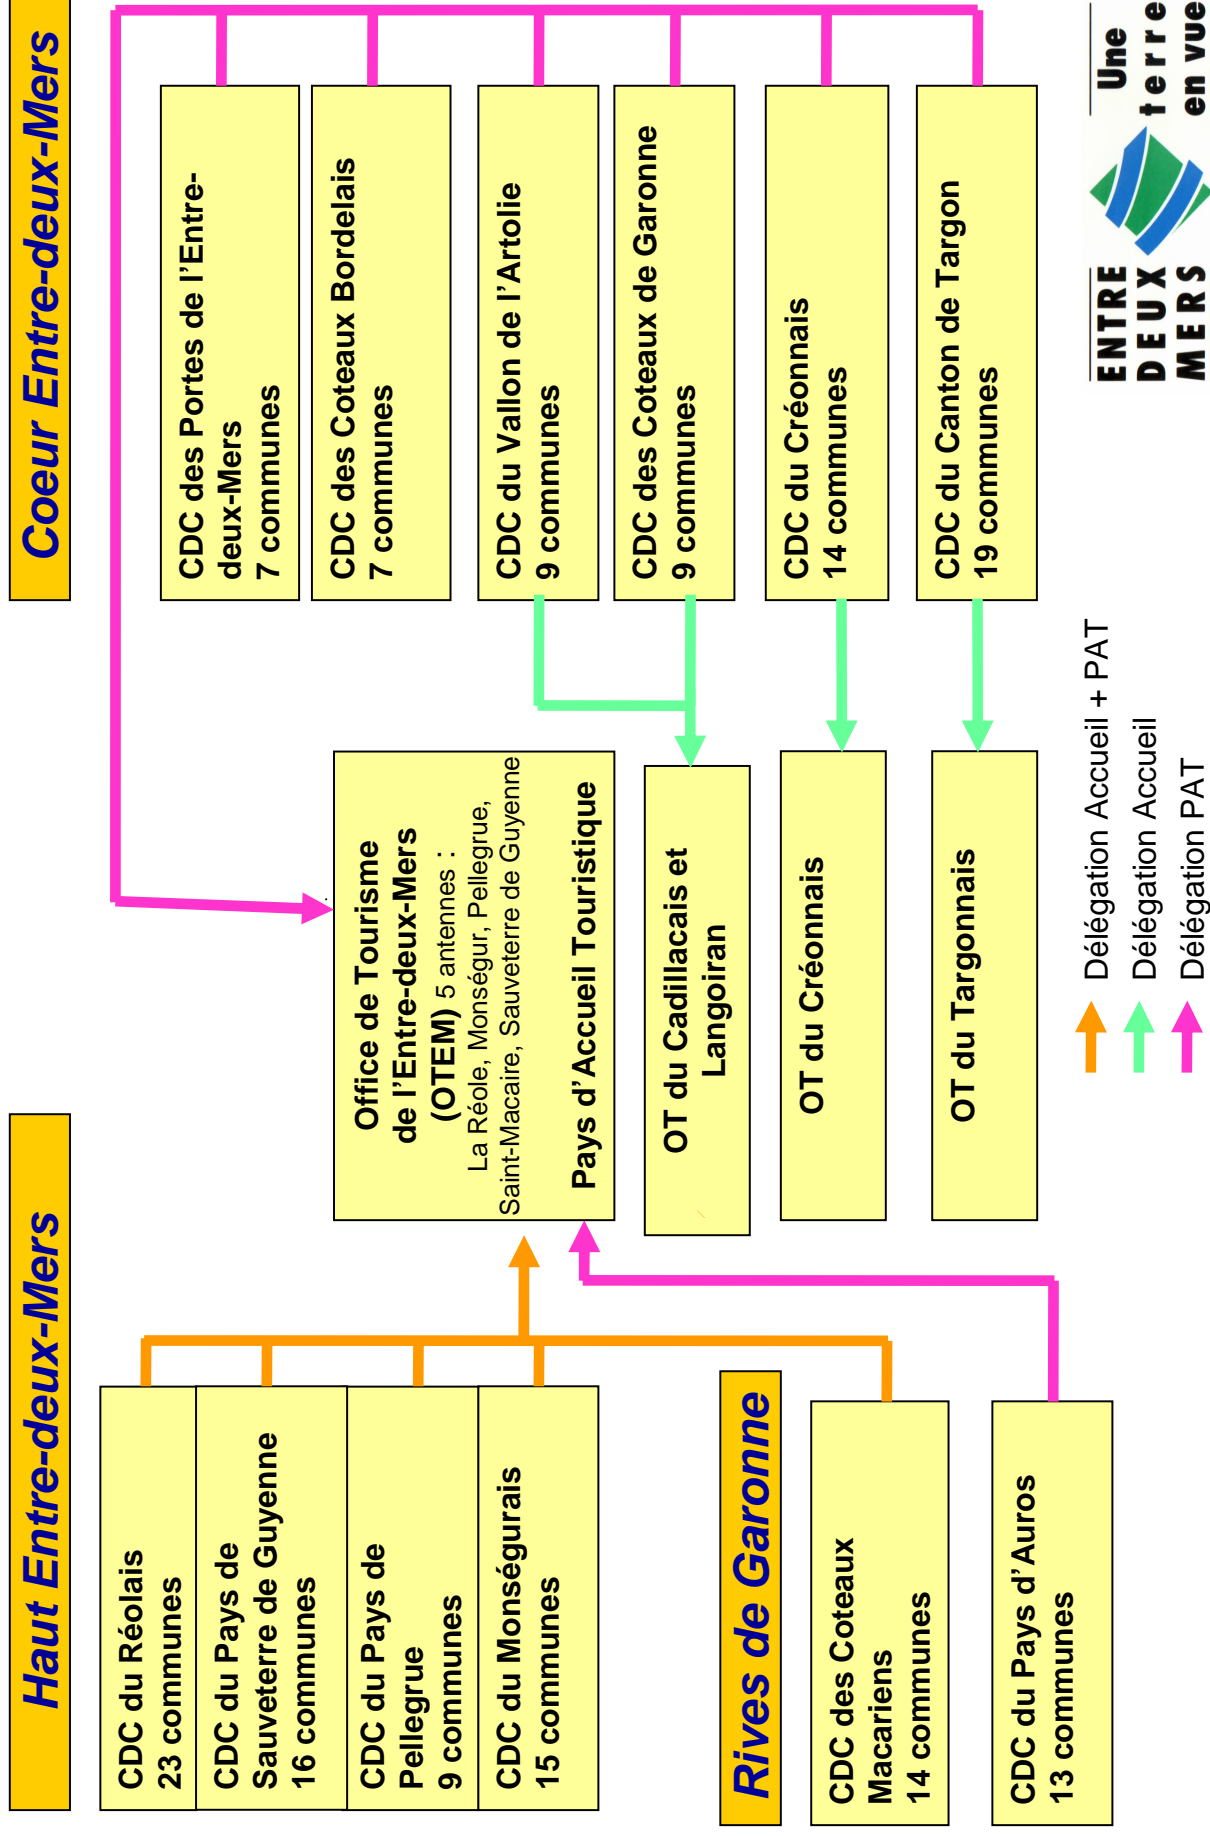 Haut Entre-deux-Mers
CDC du Réolais
23 communes
CDC du Pays de
Sauveterre de Guyenne
16 communes
CDC du Pays de
Pellegrue
9 communes
CDC du Monségurais
15 communes
Rives de Garonne
CDC des Coteaux
Macariens
14 communes
CDC du Pays d’Auros
13 communes
Office de Tourisme
de l’Entre-deux-Mers
(OTEM) 5 antennes :
La Réole, Monségur, Pellegrue,
Saint-Macaire, Sauveterre de Guyenne
Pays d’Accueil Touristique
OT du Cadillacais et
Langoiran
OT du Créonnais
OT du Targonnais
Coeur Entre-deux-Mers
CDC des Portes de l’Entre-
deux-Mers
7 communes
CDC des Coteaux Bordelais
7 communes
CDC du Vallon de l’Artolie
9 communes
CDC des Coteaux de Garonne
9 communes
CDC du Créonnais
14 communes
CDC du Canton de Targon
19 communes
Délégation Accueil + PAT
Délégation Accueil
Délégation PAT
ENTRE
DEUX
MERS
Une
terre
en vue